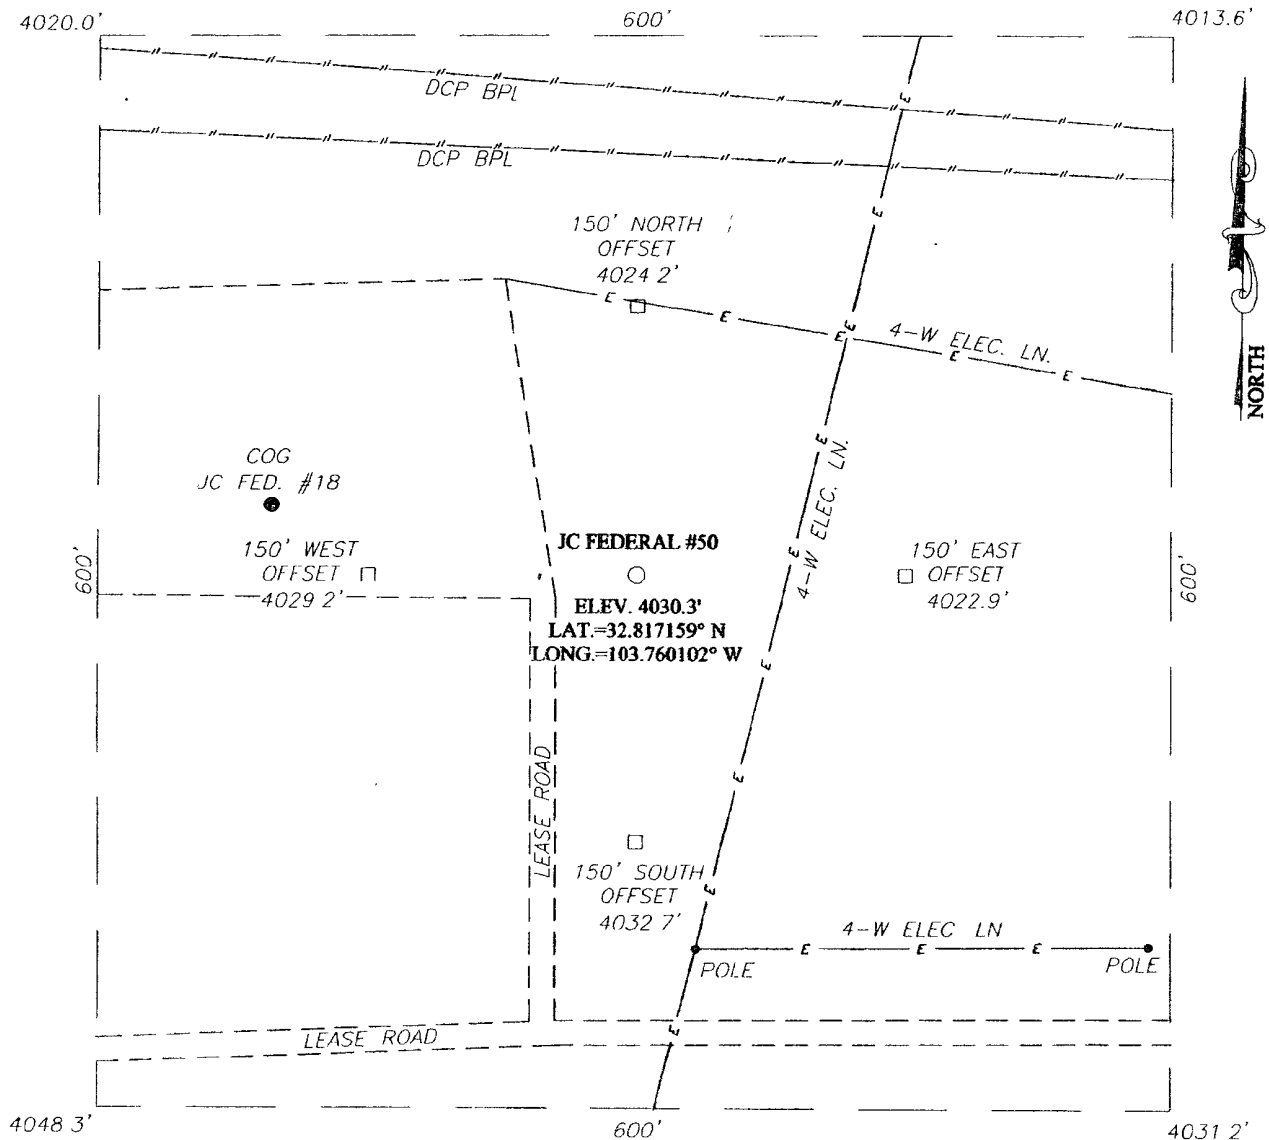 4020.0'
600'
4013.6'
DCP BPL
DCP BPL
150' NORTH
OFFSET
4024 2'
4-W ELEC. LN.
NORTH
COG
JC FED. #18
4-W ELEC. LN.
150' WEST
OFFSET
4029 2'
600'
JC FEDERAL #50
ELEV. 4030.3'
LAT.=32.817159° N
LONG.=103.760102° W
150' EAST
OFFSET
4022.9'
600'
LEASE ROAD
150' SOUTH
OFFSET
4032 7'
4-W ELEC LN
POLE
POLE
LEASE ROAD
4048 3'
600'
4031 2'